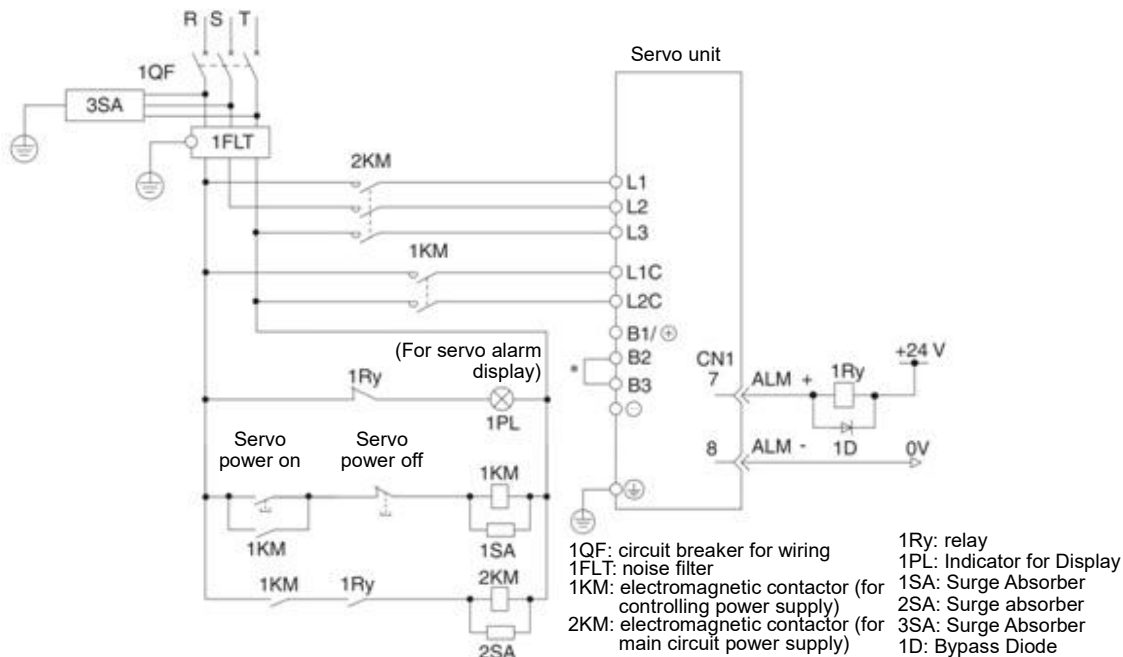 R S T
Servo unit
1QF
3SA
1FLT
2KM
L1
L2
L3
1KM
L1C
L2C
B1/⊕
B2
B3
⊖
*
(For servo alarm
display)
1Ry
1PL
CN1
7 ALM +
1Ry
+24 V
1D
8 ALM -
0V
Servo
power on
Servo
power off
1KM
1KM
1SA
1KM
1Ry
2KM
2SA
1QF: circuit breaker for wiring
1FLT: noise filter
1KM: electromagnetic contactor (for
controlling power supply)
2KM: electromagnetic contactor (for
main circuit power supply)
1Ry: relay
1PL: Indicator for Display
1SA: Surge Absorber
2SA: Surge absorber
3SA: Surge Absorber
1D: Bypass Diode